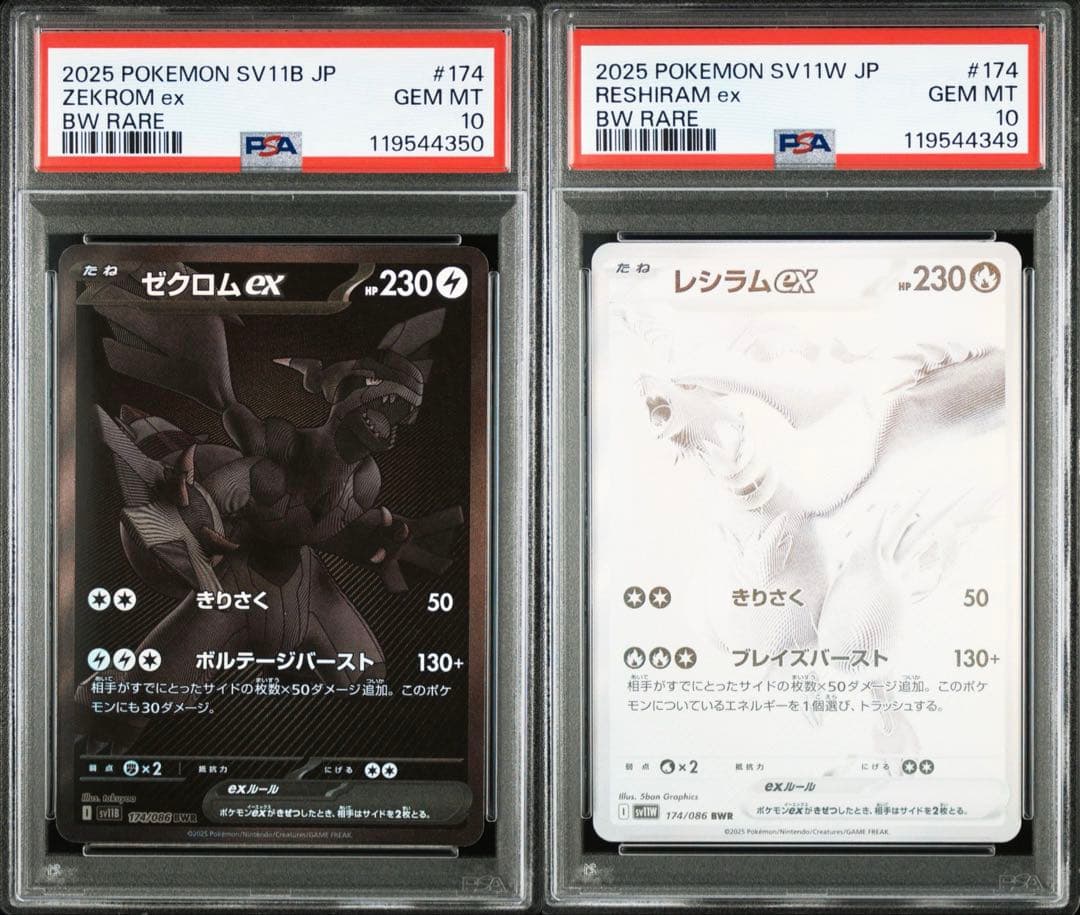 2025 POKEMON SV11B JP #174
ZEKROM ex GEM MT
BW RARE 10
PSA 119544350
たね ゼクロムex HP 230
きりさく 50
ボルテージバースト 130+
相手がすでにとったサイドの枚数×50ダメージ追加。このポケ
モンにも30ダメージ。
弱点 ×2 抵抗力 にげる
exルール
ポケモンexがきぜつしたとき、相手はサイドを2枚とる。
Illus. takuyoa
I sv11B 174/086 BWR
©2025 Pokémon/Nintendo/Creatures/GAME FREAK.
PSA
2025 POKEMON SV11W JP #174
RESHIRAM ex GEM MT
BW RARE 10
PSA 119544349
たね レシラムex HP 230
きりさく 50
ブレイズバースト 130+
相手がすでにとったサイドの枚数×50ダメージ追加。このポケ
モンについているエネルギーを1個選び、トラッシュする。
弱点 ×2 抵抗力 にげる
exルール
ポケモンexがきぜつしたとき、相手はサイドを2枚とる。
Illus. 5ban Graphics
I sv11W 174/086 BWR
©2025 Pokémon/Nintendo/Creatures/GAME FREAK.
PSA